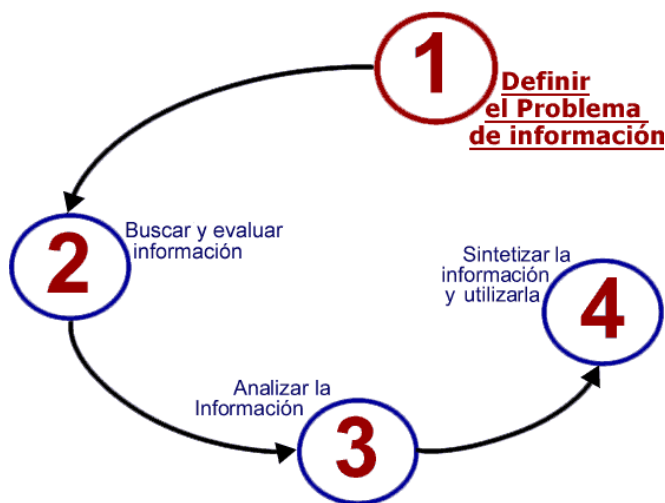 1
Definir
el Problema
de información
2
Buscar y evaluar
información
3
Analizar la
Información
4
Sintetizar la
información
y utilizarla